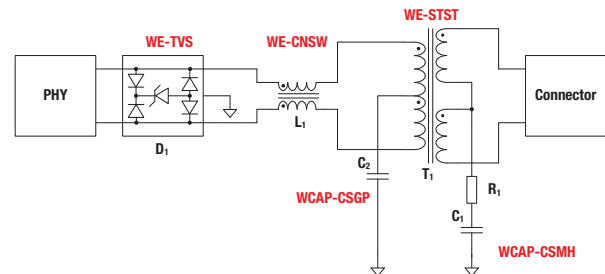 WE-STST
WE-TVS
WE-CNSW
PHY
Connector
L1
D1
C2
T1
R1
WCAP-CSGP
C1
WCAP-CSMH